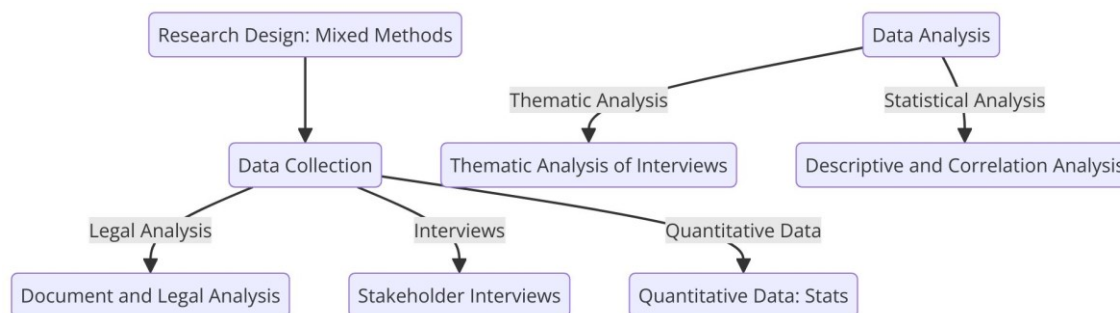 Research Design: Mixed Methods
Data Analysis
Thematic Analysis
Statistical Analysis
Data Collection
Thematic Analysis of Interviews
Descriptive and Correlation Analysis
Legal Analysis
Interviews
Quantitative Data
Document and Legal Analysis
Stakeholder Interviews
Quantitative Data: Stats